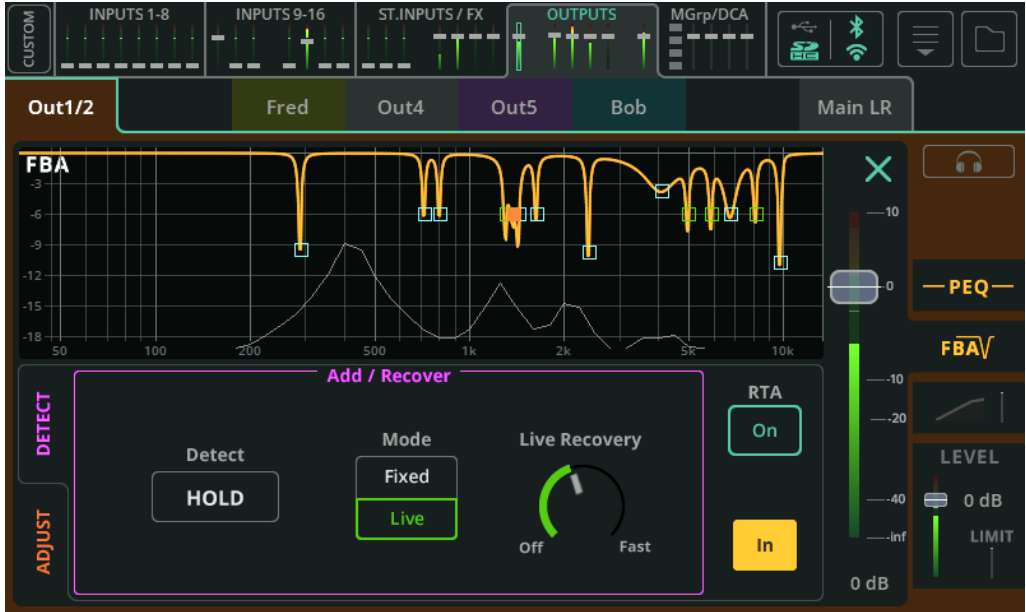 CUSTOM
INPUTS 1-8
INPUTS 9-16
ST.INPUTS / FX
OUTPUTS
MGrp/DCA
SD
HC
Out1/2
Fred
Out4
Out5
Bob
Main LR
FBA
-3
-6
-9
-12
-15
-18
50
100
200
500
1k
2k
5k
10k
10
0
-10
-20
-40
-inf
0 dB
PEQ
FBA
LEVEL
0 dB
LIMIT
DETECT
ADJUST
Add / Recover
Detect
HOLD
Mode
Fixed
Live
Live Recovery
Off
Fast
RTA
On
In